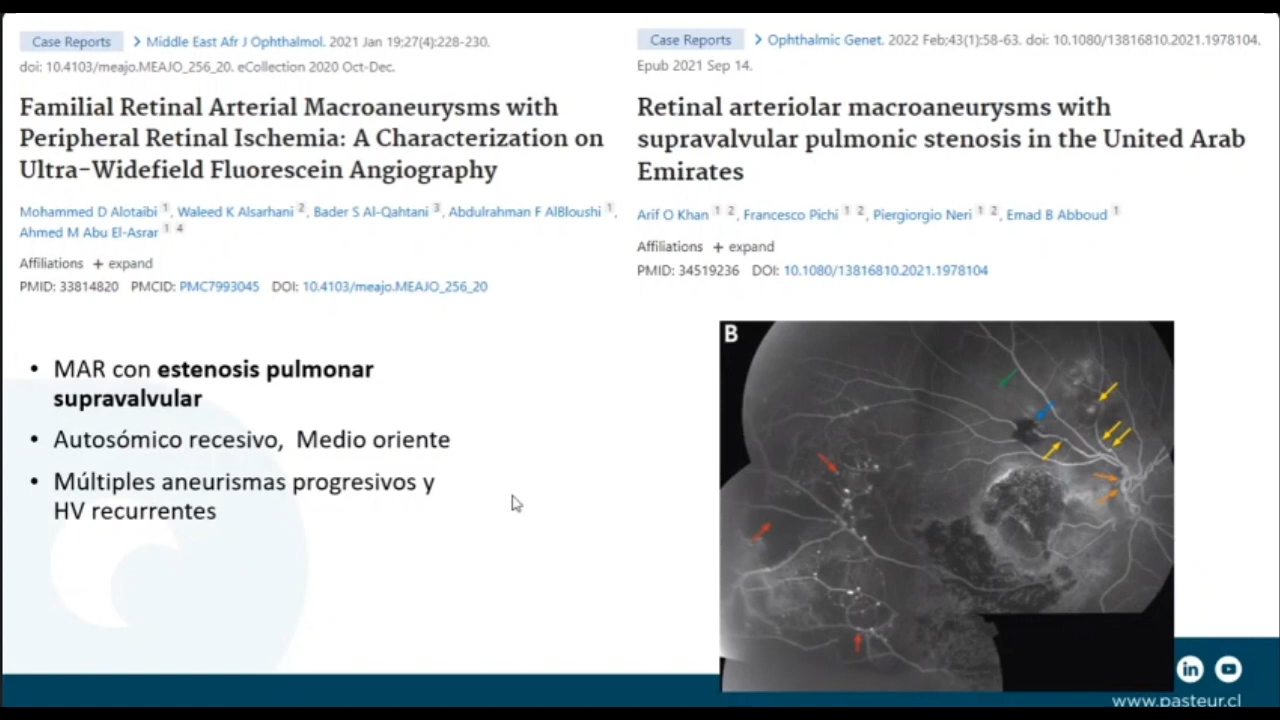 Case Reports > Middle East Afr J Ophthalmol. 2021 Jan 19;27(4):228-230.
doi: 10.4103/meajo.MEAJO_256_20. eCollection 2020 Oct-Dec.
Familial Retinal Arterial Macroaneurysms with
Peripheral Retinal Ischemia: A Characterization on
Ultra-Widefield Fluorescein Angiography
Mohammed D Alotaibi 1, Waleed K Alsarhani 2, Bader S Al-Qahtani 3, Abdulrahman F AlBloushi 1,
Ahmed M Abu El-Asrar 1 4
Affiliations + expand
PMID: 33814820 PMCID: PMC7993045 DOI: 10.4103/meajo.MEAJO_256_20
Case Reports > Ophthalmic Genet. 2022 Feb;43(1):58-63. doi: 10.1080/13816810.2021.1978104.
Epub 2021 Sep 14.
Retinal arteriolar macroaneurysms with
supravalvular pulmonic stenosis in the United Arab
Emirates
Arif O Khan 1 2, Francesco Pichi 1 2, Piergiorgio Neri 1 2, Emad B Abboud 1
Affiliations + expand
PMID: 34519236 DOI: 10.1080/13816810.2021.1978104
• MAR con estenosis pulmonar
supravalvular
• Autosómico recesivo, Medio oriente
• Múltiples aneurismas progresivos y
HV recurrentes
B
in
www.pasteur.cl